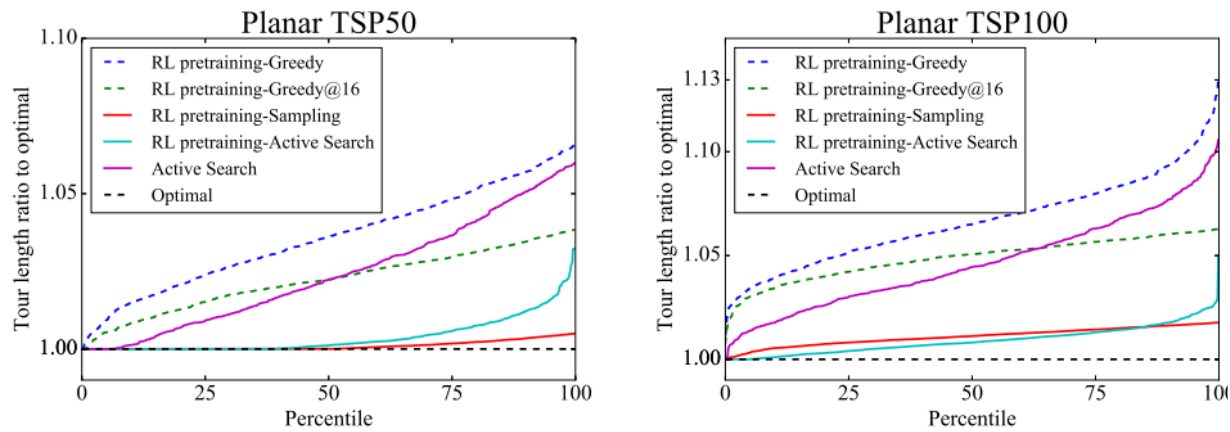 Planar TSP50
1.10
1.05
1.00
Tour length ratio to optimal
RL pretraining-Greedy
RL pretraining-Greedy@16
RL pretraining-Sampling
RL pretraining-Active Search
Active Search
Optimal
0
25
50
75
100
Percentile
Planar TSP100
1.13
1.10
1.05
1.00
Tour length ratio to optimal
RL pretraining-Greedy
RL pretraining-Greedy@16
RL pretraining-Sampling
RL pretraining-Active Search
Active Search
Optimal
0
25
50
75
100
Percentile